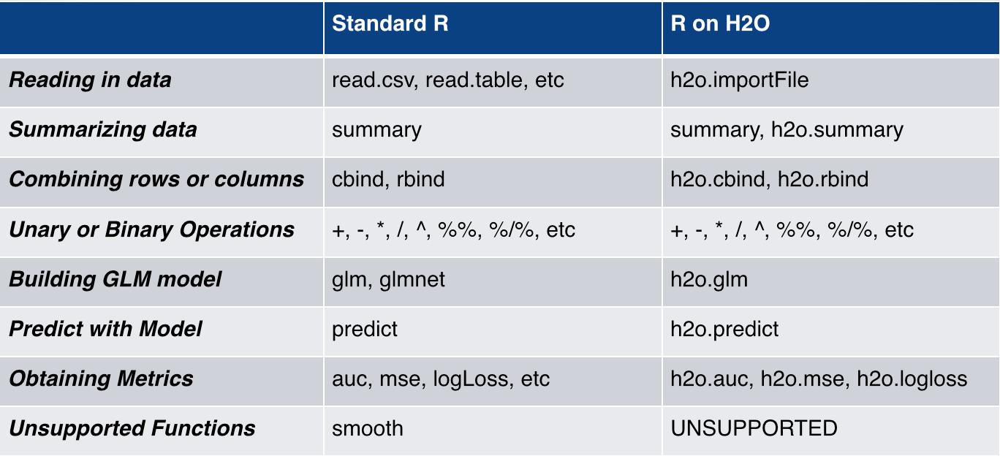 Standard R R on H2O
Reading in data read.csv, read.table, etc h2o.importFile
Summarizing data summary summary, h2o.summary
Combining rows or columns cbind, rbind h2o.cbind, h2o.rbind
Unary or Binary Operations +, -, *, /, ^, %%, %/%, etc +, -, *, /, ^, %%, %/%, etc
Building GLM model glm, glmnet h2o.glm
Predict with Model predict h2o.predict
Obtaining Metrics auc, mse, logLoss, etc h2o.auc, h2o.mse, h2o.logloss
Unsupported Functions smooth UNSUPPORTED